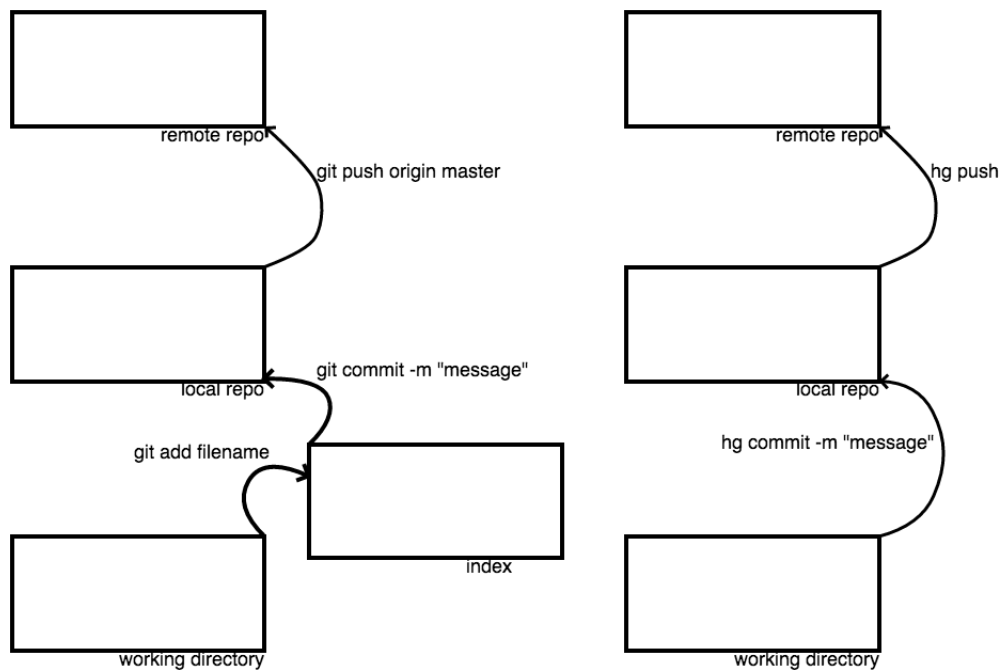 remote repo
git push origin master
local repo
git commit -m "message"
git add filename
index
working directory
remote repo
hg push
local repo
hg commit -m "message"
working directory